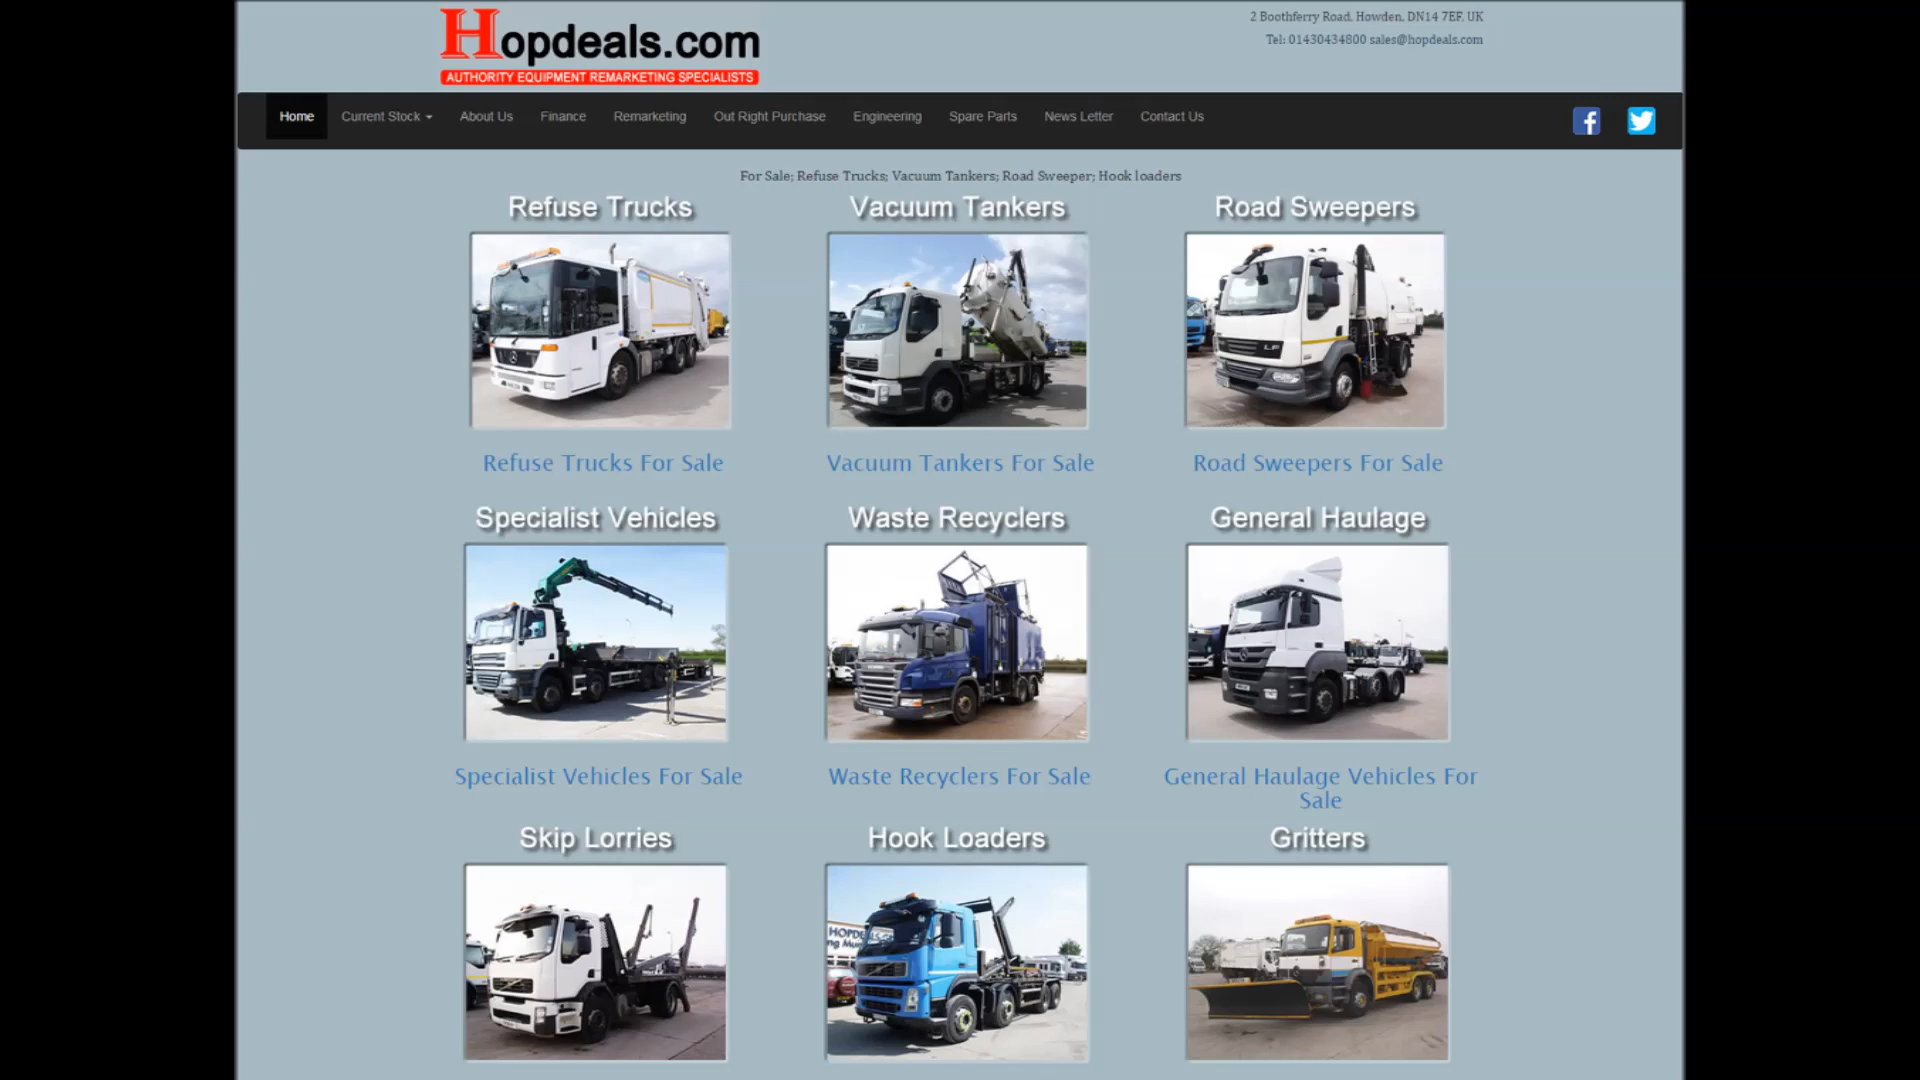 Hopdeals.com
AUTHORITY EQUIPMENT REMARKETING SPECIALISTS
2 Boothferry Road, Howden, DN14 7EF, UK
Tel: 01430434800 sales@hopdeals.com
Home Current Stock About Us Finance Remarketing Out Right Purchase Engineering Spare Parts News Letter Contact Us
For Sale; Refuse Trucks; Vacuum Tankers; Road Sweeper; Hook loaders
Refuse Trucks Vacuum Tankers Road Sweepers
LF
Refuse Trucks For Sale Vacuum Tankers For Sale Road Sweepers For Sale
Specialist Vehicles Waste Recyclers General Haulage
Specialist Vehicles For Sale Waste Recyclers For Sale General Haulage Vehicles For
Sale
Skip Lorries Hook Loaders Gritters